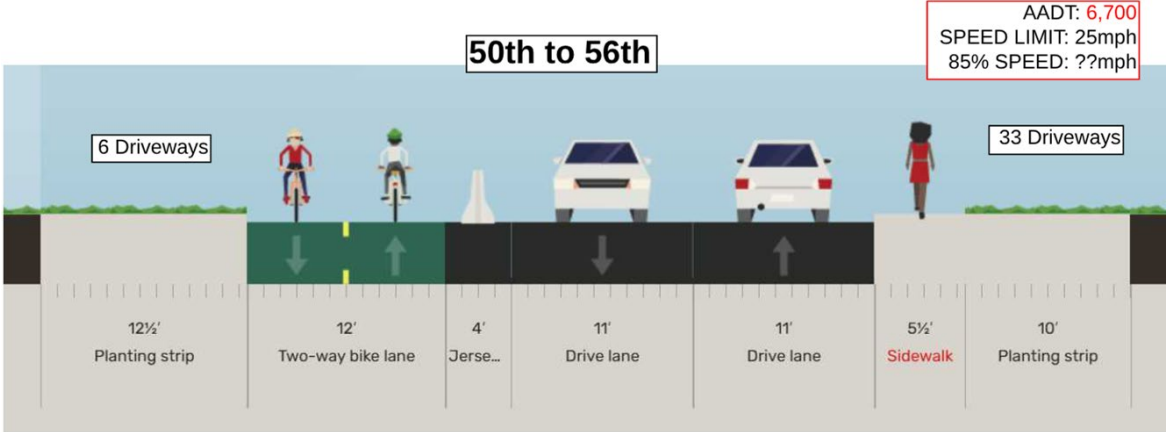 AADT: 6,700
SPEED LIMIT: 25mph
85% SPEED: ??mph
50th to 56th
6 Driveways
33 Driveways
12½′ 12′ 4′ 11′ 11′ 5½′ 10′
Planting strip Two-way bike lane Jerse... Drive lane Drive lane Sidewalk Planting strip